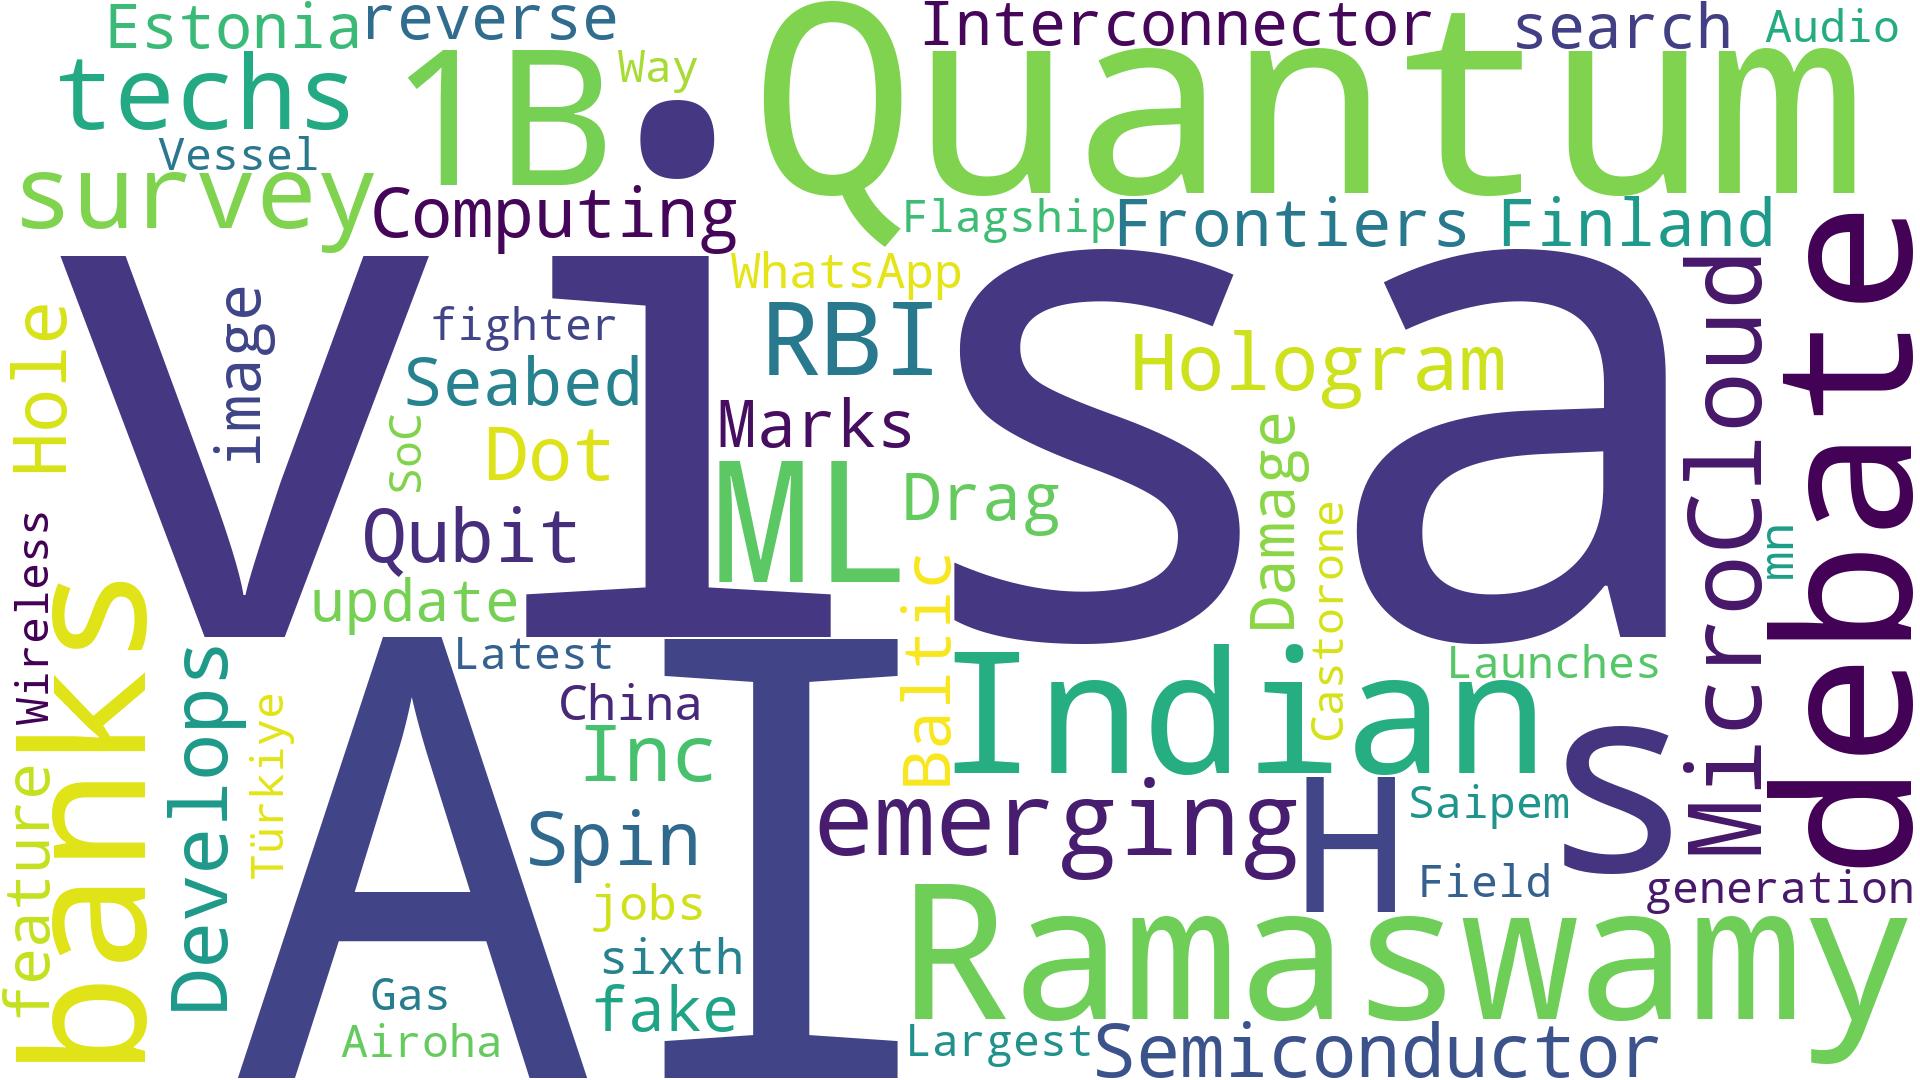 Estonia
reverse
Interconnector
search
Audio
techs
1B
Way
Quantum
Vessel
survey
Computing
Flagship
Frontiers
Finland
visa
WhatsApp
debate
Hole
image
fighter
RBI
Hologram
MicroCloud
Seabed
Marks
SoC
Dot
ML
Drag
Damage
Qubit
Castorone
mn
Wireless
banks
update
Baltic
AI
Latest
Indian
Launches
Develops
Türkiye
China
Inc
s
feature
emerging
H
Saipem
Spin
Field
generation
jobs
Ramaswamy
sixth
Gas
fake
Airoha
Largest
Semiconductor